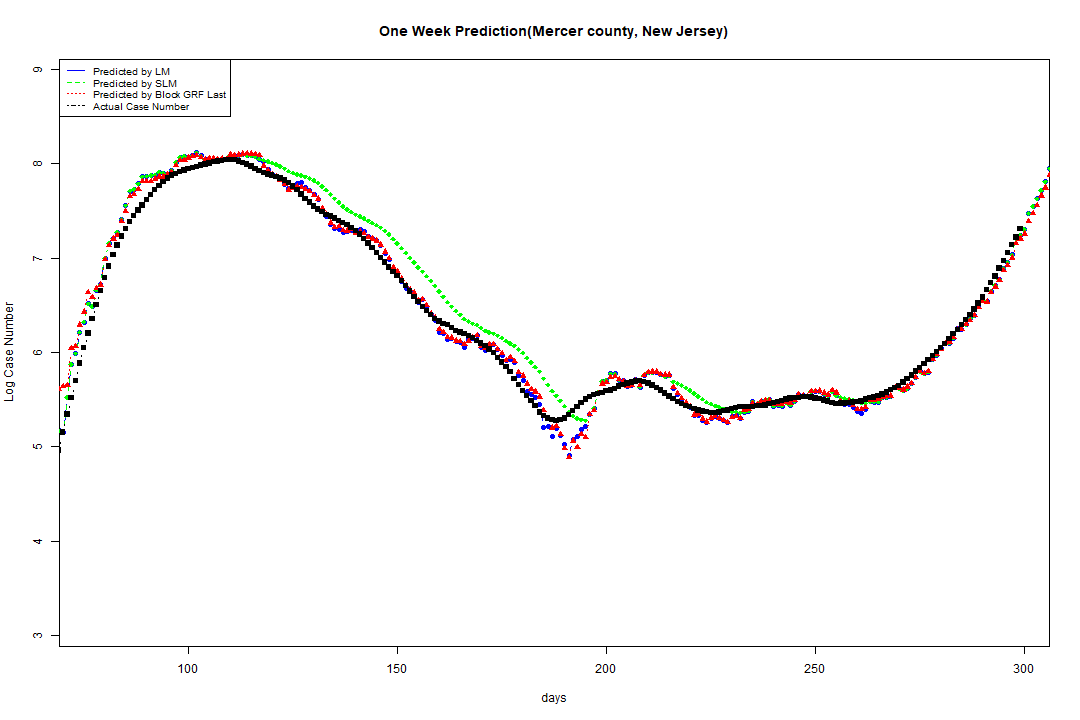 One Week Prediction(Mercer county, New Jersey)
Predicted by LM
Predicted by SLM
Predicted by Block GRF Last
Actual Case Number
Log Case Number
9
8
7
6
5
4
3
100 150 200 250 300
days